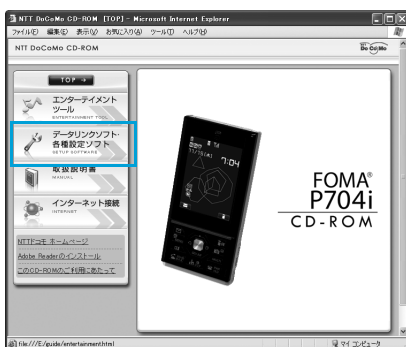 NTT DoCoMo CD-ROM [TOP] - Microsoft Internet Explorer
ファイル(F) 編集(E) 表示(V) お気に入り(A) ツール(T) ヘルプ(H)
NTT DoCoMo CD-ROM
DoCoMo
TOP
エンターテイメント
ツール
ENTERTAINMENT TOOL
データリンクソフト・
各種設定ソフト
SETUP SOFTWARE
取扱説明書
MANUAL
インターネット接続
INTERNET
NTTドコモ ホームページ
Adobe Readerのインストール
このCD-ROMのご利用にあたって
7:04
FOMA®
P704i
CD-ROM
file:///E:/guide/entertainment.html
マイ コンピュータ